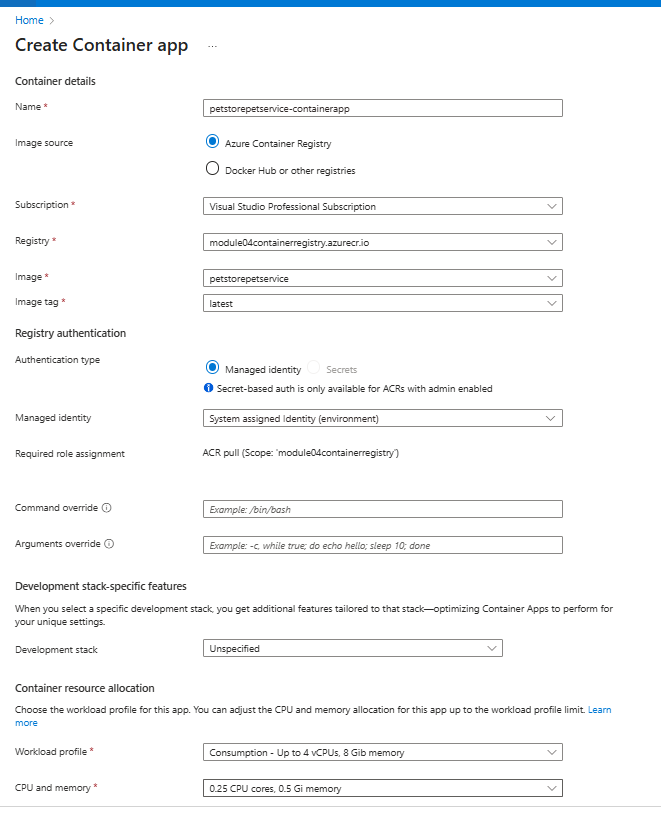 Home >
Create Container app ...
Container details
Name *
petstorepetservice-containerapp
Image source
Azure Container Registry
Docker Hub or other registries
Subscription *
Visual Studio Professional Subscription
Registry *
module04containerregistry.azurecr.io
Image *
petstorepetservice
Image tag *
latest
Registry authentication
Authentication type
Managed identity Secrets
Secret-based auth is only available for ACRs with admin enabled
Managed identity
System assigned Identity (environment)
Required role assignment
ACR pull (Scope: 'module04containerregistry')
Command override
Example: /bin/bash
Arguments override
Example: -c, while true; do echo hello; sleep 10; done
Development stack-specific features
When you select a specific development stack, you get additional features tailored to that stack—optimizing Container Apps to perform for
your unique settings.
Development stack
Unspecified
Container resource allocation
Choose the workload profile for this app. You can adjust the CPU and memory allocation for this app up to the workload profile limit. Learn
more
Workload profile *
Consumption - Up to 4 vCPUs, 8 Gib memory
CPU and memory *
0.25 CPU cores, 0.5 Gi memory